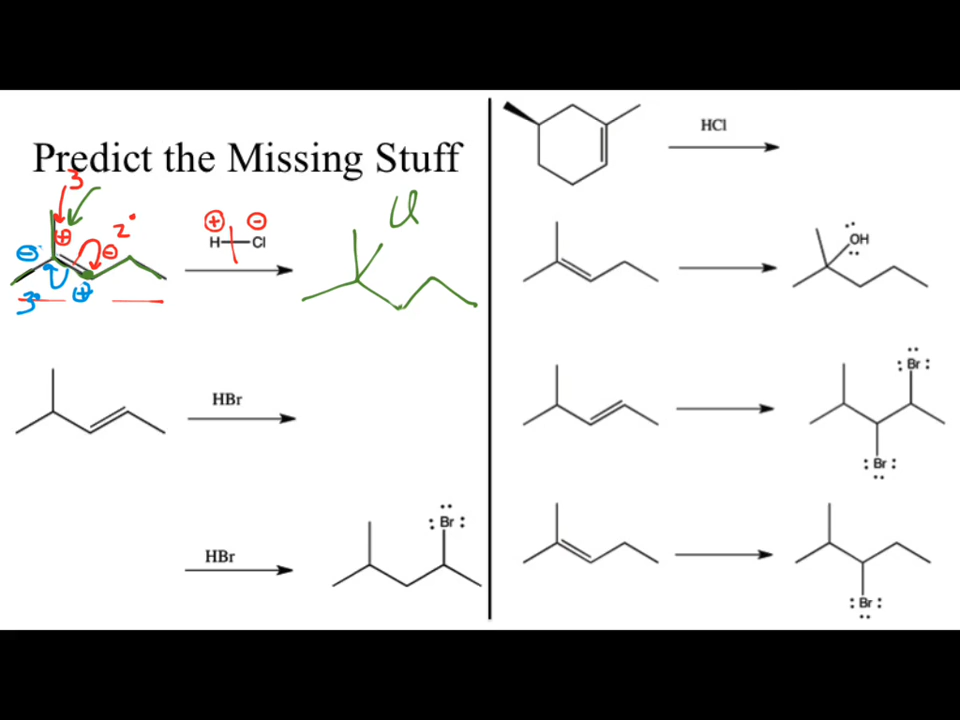 Predict the Missing Stuff
3
2°
⊕
⊖
⊖
⊕
3°
⊕ ⊖
H Cl
Cl
HBr
HBr
:Br:
HCl
OH
:Br:
:Br:
:Br: